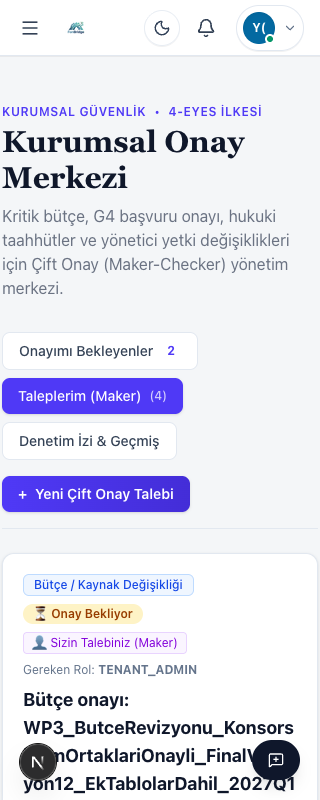 Y(
KURUMSAL GÜVENLİK • 4-EYES İLKESİ
Kurumsal Onay
Merkezi
Kritik bütçe, G4 başvuru onayı, hukuki
taahhütler ve yönetici yetki değişiklikleri
için Çift Onay (Maker-Checker) yönetim
merkezi.
Onayımı Bekleyenler 2
Taleplerim (Maker) (4)
Denetim İzi & Geçmiş
+ Yeni Çift Onay Talebi
Bütçe / Kaynak Değişikliği
Onay Bekliyor
Sizin Talebiniz (Maker)
Gereken Rol: TENANT_ADMIN
Bütçe onayı:
WP3_ButceRevizyonu_Konsors
mOrtaklariOnayli_FinalV
yon12_EkTablolarDahil_2027Q1
N